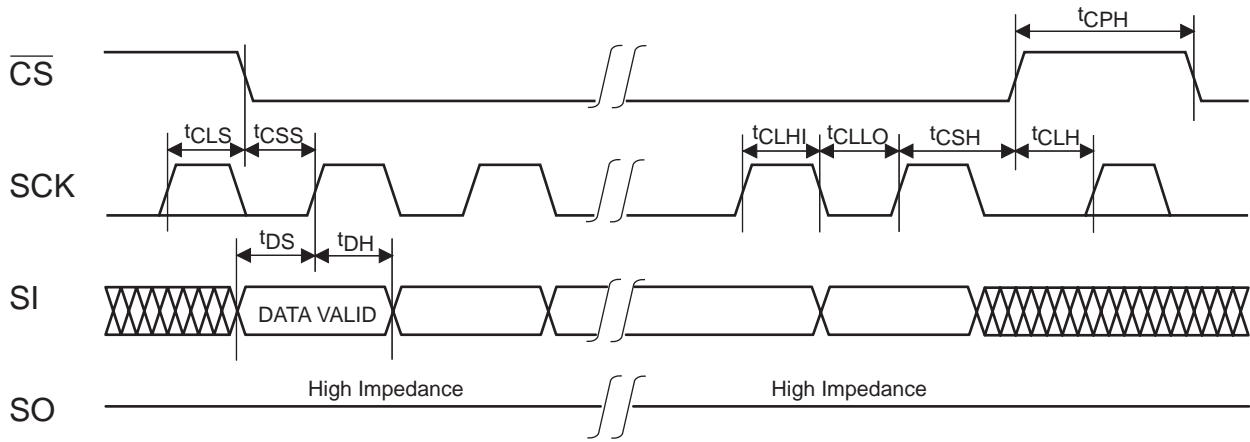 tCPH
CS
tCLS tCSS tCLHI tCLLO tCSH tCLH
SCK
tDS tDH
SI DATA VALID
High Impedance High Impedance
SO